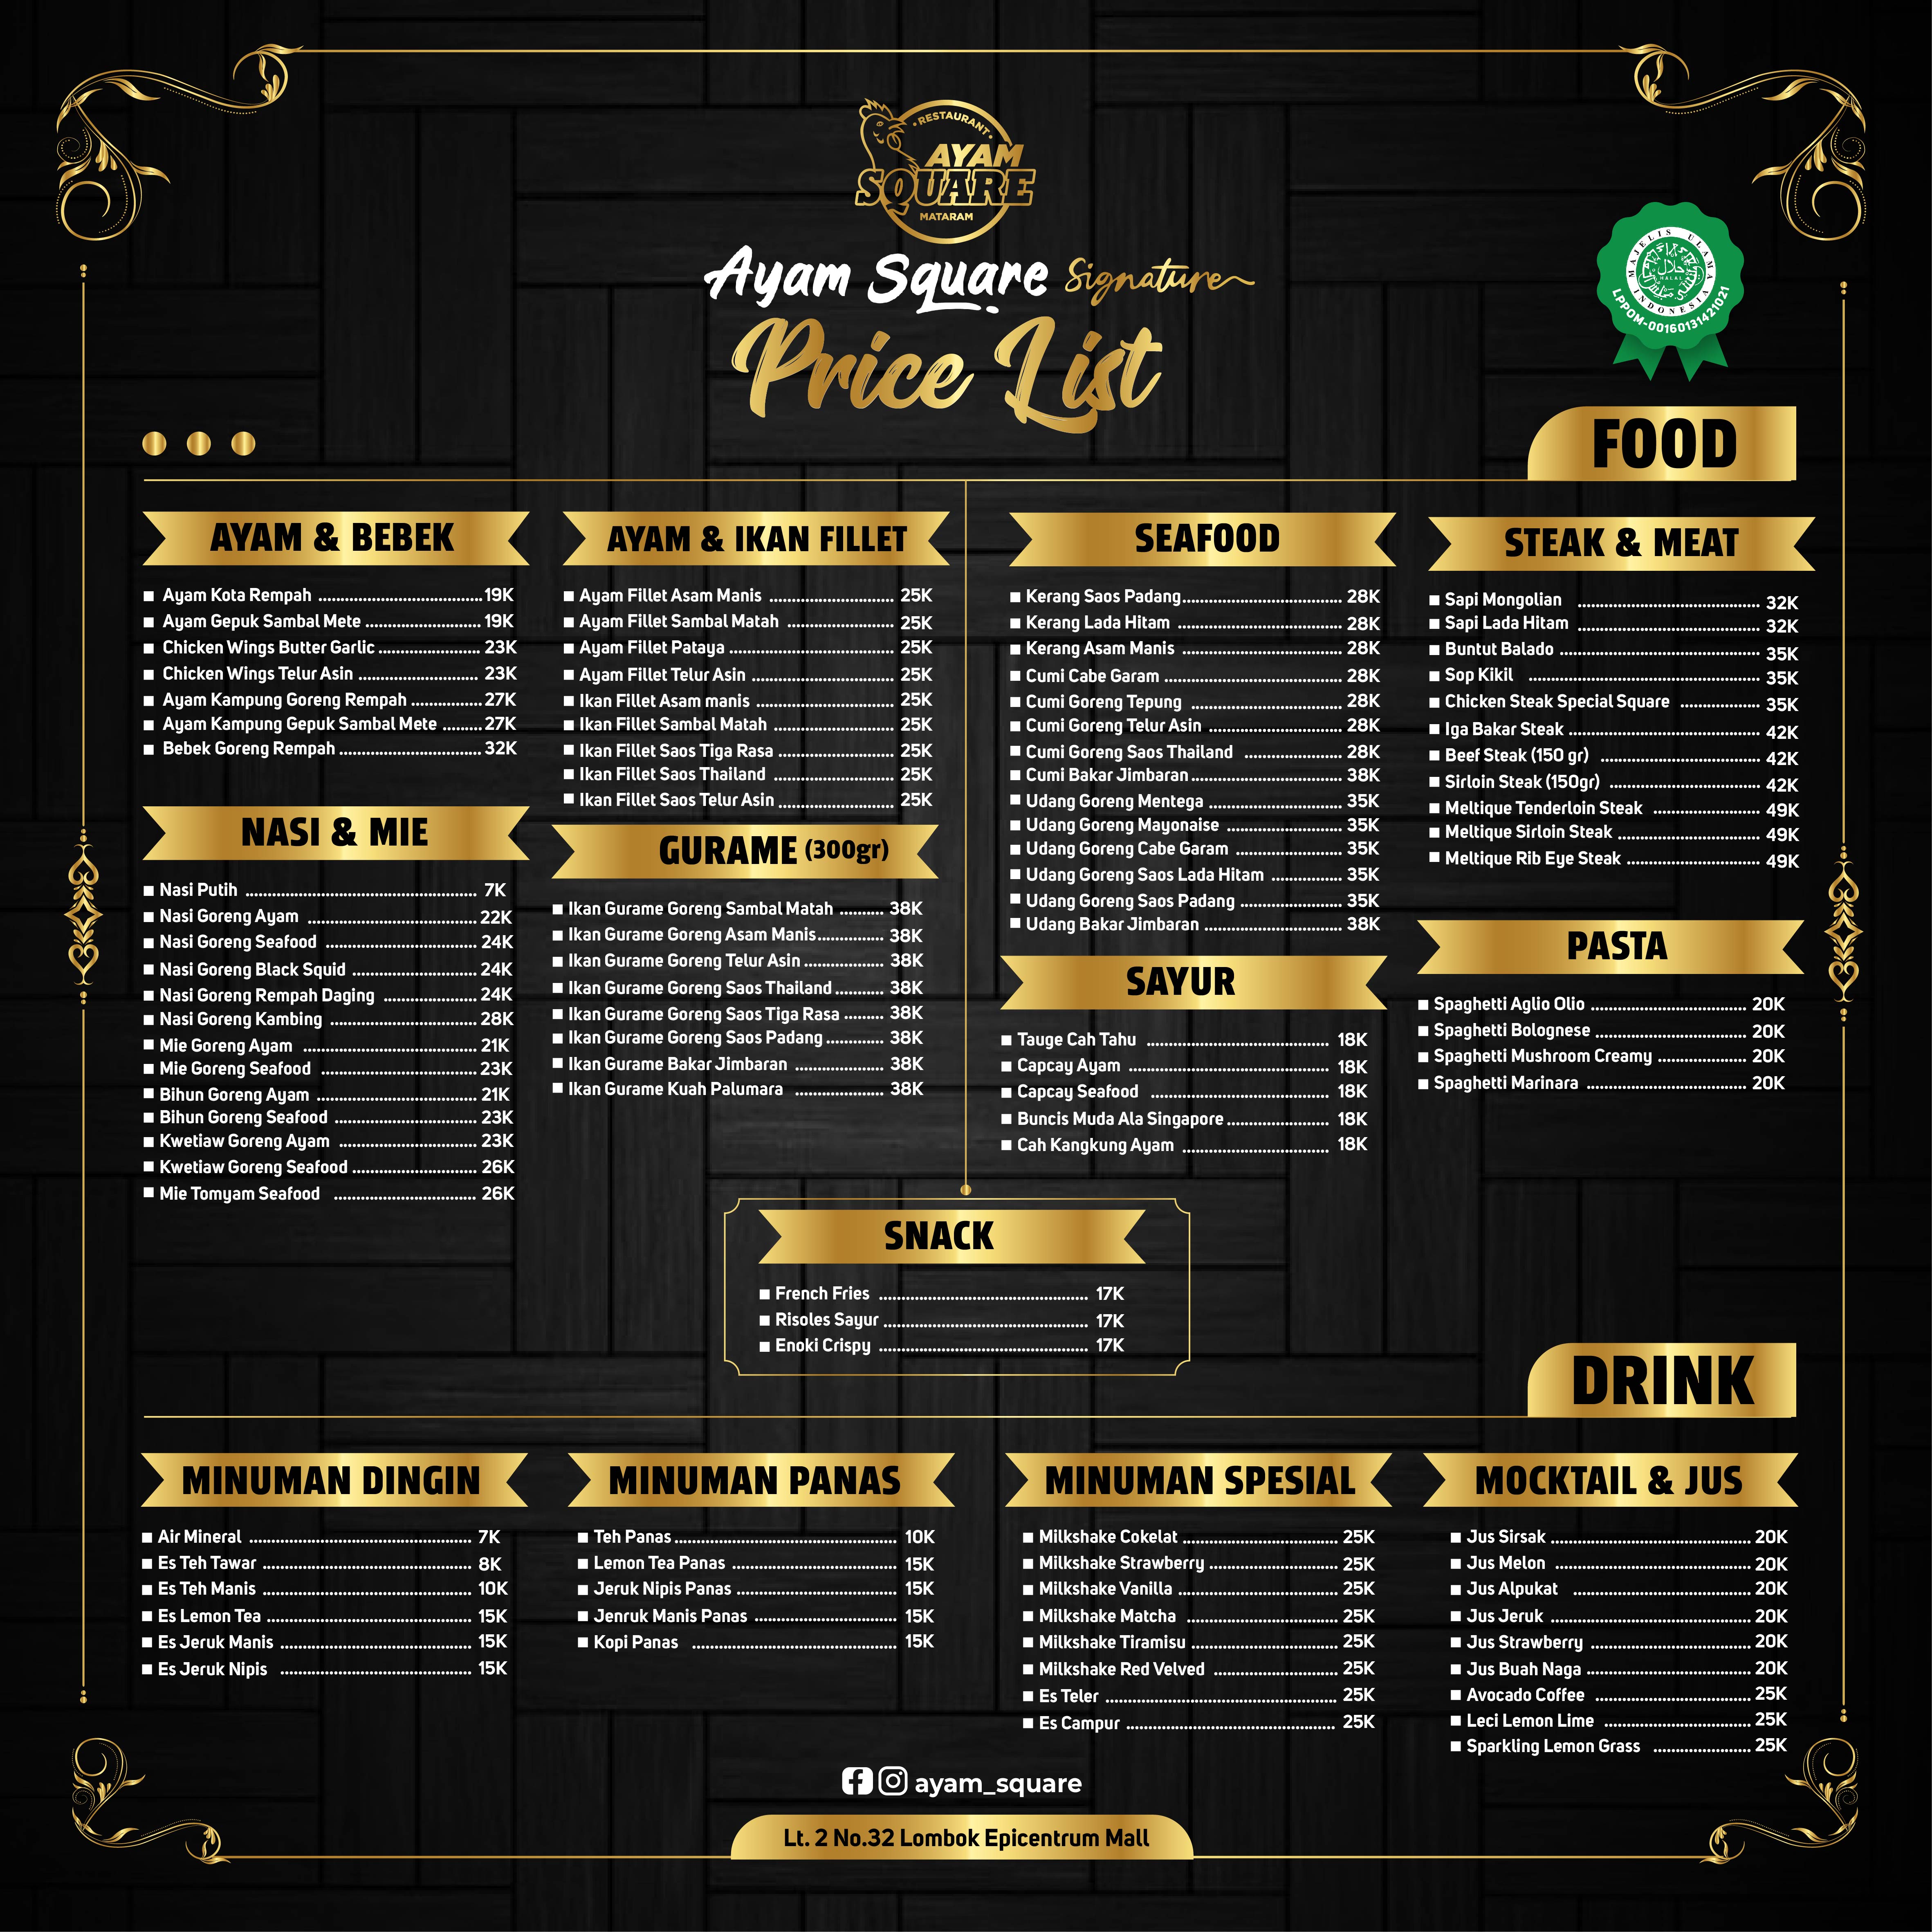 RESTAURANT
AYAM
SQUARE
MATARAM
Ayam Square Signature
Price List
MAJELIS ULAMA INDONESIA
حلال
HALAL
LPPOM-00160131421021
FOOD
AYAM & BEBEK
Ayam Kota Rempah 19K
Ayam Gepuk Sambal Mete 19K
Chicken Wings Butter Garlic 23K
Chicken Wings Telur Asin 23K
Ayam Kampung Goreng Rempah 27K
Ayam Kampung Gepuk Sambal Mete 27K
Bebek Goreng Rempah 32K
NASI & MIE
Nasi Putih 7K
Nasi Goreng Ayam 22K
Nasi Goreng Seafood 24K
Nasi Goreng Black Squid 24K
Nasi Goreng Rempah Daging 24K
Nasi Goreng Kambing 28K
Mie Goreng Ayam 21K
Mie Goreng Seafood 23K
Bihun Goreng Ayam 21K
Bihun Goreng Seafood 23K
Kwetiaw Goreng Ayam 23K
Kwetiaw Goreng Seafood 26K
Mie Tomyam Seafood 26K
AYAM & IKAN FILLET
Ayam Fillet Asam Manis 25K
Ayam Fillet Sambal Matah 25K
Ayam Fillet Pataya 25K
Ayam Fillet Telur Asin 25K
Ikan Fillet Asam manis 25K
Ikan Fillet Sambal Matah 25K
Ikan Fillet Saos Tiga Rasa 25K
Ikan Fillet Saos Thailand 25K
Ikan Fillet Saos Telur Asin 25K
GURAME (300gr)
Ikan Gurame Goreng Sambal Matah 38K
Ikan Gurame Goreng Asam Manis 38K
Ikan Gurame Goreng Telur Asin 38K
Ikan Gurame Goreng Saos Thailand 38K
Ikan Gurame Goreng Saos Tiga Rasa 38K
Ikan Gurame Goreng Saos Padang 38K
Ikan Gurame Bakar Jimbaran 38K
Ikan Gurame Kuah Palumara 38K
SEAFOOD
Kerang Saos Padang 28K
Kerang Lada Hitam 28K
Kerang Asam Manis 28K
Cumi Cabe Garam 28K
Cumi Goreng Tepung 28K
Cumi Goreng Telur Asin 28K
Cumi Goreng Saos Thailand 28K
Cumi Bakar Jimbaran 38K
Udang Goreng Mentega 35K
Udang Goreng Mayonaise 35K
Udang Goreng Cabe Garam 35K
Udang Goreng Saos Lada Hitam 35K
Udang Goreng Saos Padang 35K
Udang Bakar Jimbaran 38K
SAYUR
Tauge Cah Tahu 18K
Capcay Ayam 18K
Capcay Seafood 18K
Buncis Muda Ala Singapore 18K
Cah Kangkung Ayam 18K
STEAK & MEAT
Sapi Mongolian 32K
Sapi Lada Hitam 32K
Buntut Balado 35K
Sop Kikil 35K
Chicken Steak Special Square 35K
Iga Bakar Steak 42K
Beef Steak (150 gr) 42K
Sirloin Steak (150gr) 42K
Meltique Tenderloin Steak 49K
Meltique Sirloin Steak 49K
Meltique Rib Eye Steak 49K
PASTA
Spaghetti Aglio Olio 20K
Spaghetti Bolognese 20K
Spaghetti Mushroom Creamy 20K
Spaghetti Marinara 20K
SNACK
French Fries 17K
Risoles Sayur 17K
Enoki Crispy 17K
DRINK
MINUMAN DINGIN
Air Mineral 7K
Es Teh Tawar 8K
Es Teh Manis 10K
Es Lemon Tea 15K
Es Jeruk Manis 15K
Es Jeruk Nipis 15K
MINUMAN PANAS
Teh Panas 10K
Lemon Tea Panas 15K
Jeruk Nipis Panas 15K
Jenruk Manis Panas 15K
Kopi Panas 15K
MINUMAN SPESIAL
Milkshake Cokelat 25K
Milkshake Strawberry 25K
Milkshake Vanilla 25K
Milkshake Matcha 25K
Milkshake Tiramisu 25K
Milkshake Red Velved 25K
Es Teler 25K
Es Campur 25K
MOCKTAIL & JUS
Jus Sirsak 20K
Jus Melon 20K
Jus Alpukat 20K
Jus Jeruk 20K
Jus Strawberry 20K
Jus Buah Naga 20K
Avocado Coffee 25K
Leci Lemon Lime 25K
Sparkling Lemon Grass 25K
ayam_square
Lt. 2 No.32 Lombok Epicentrum Mall